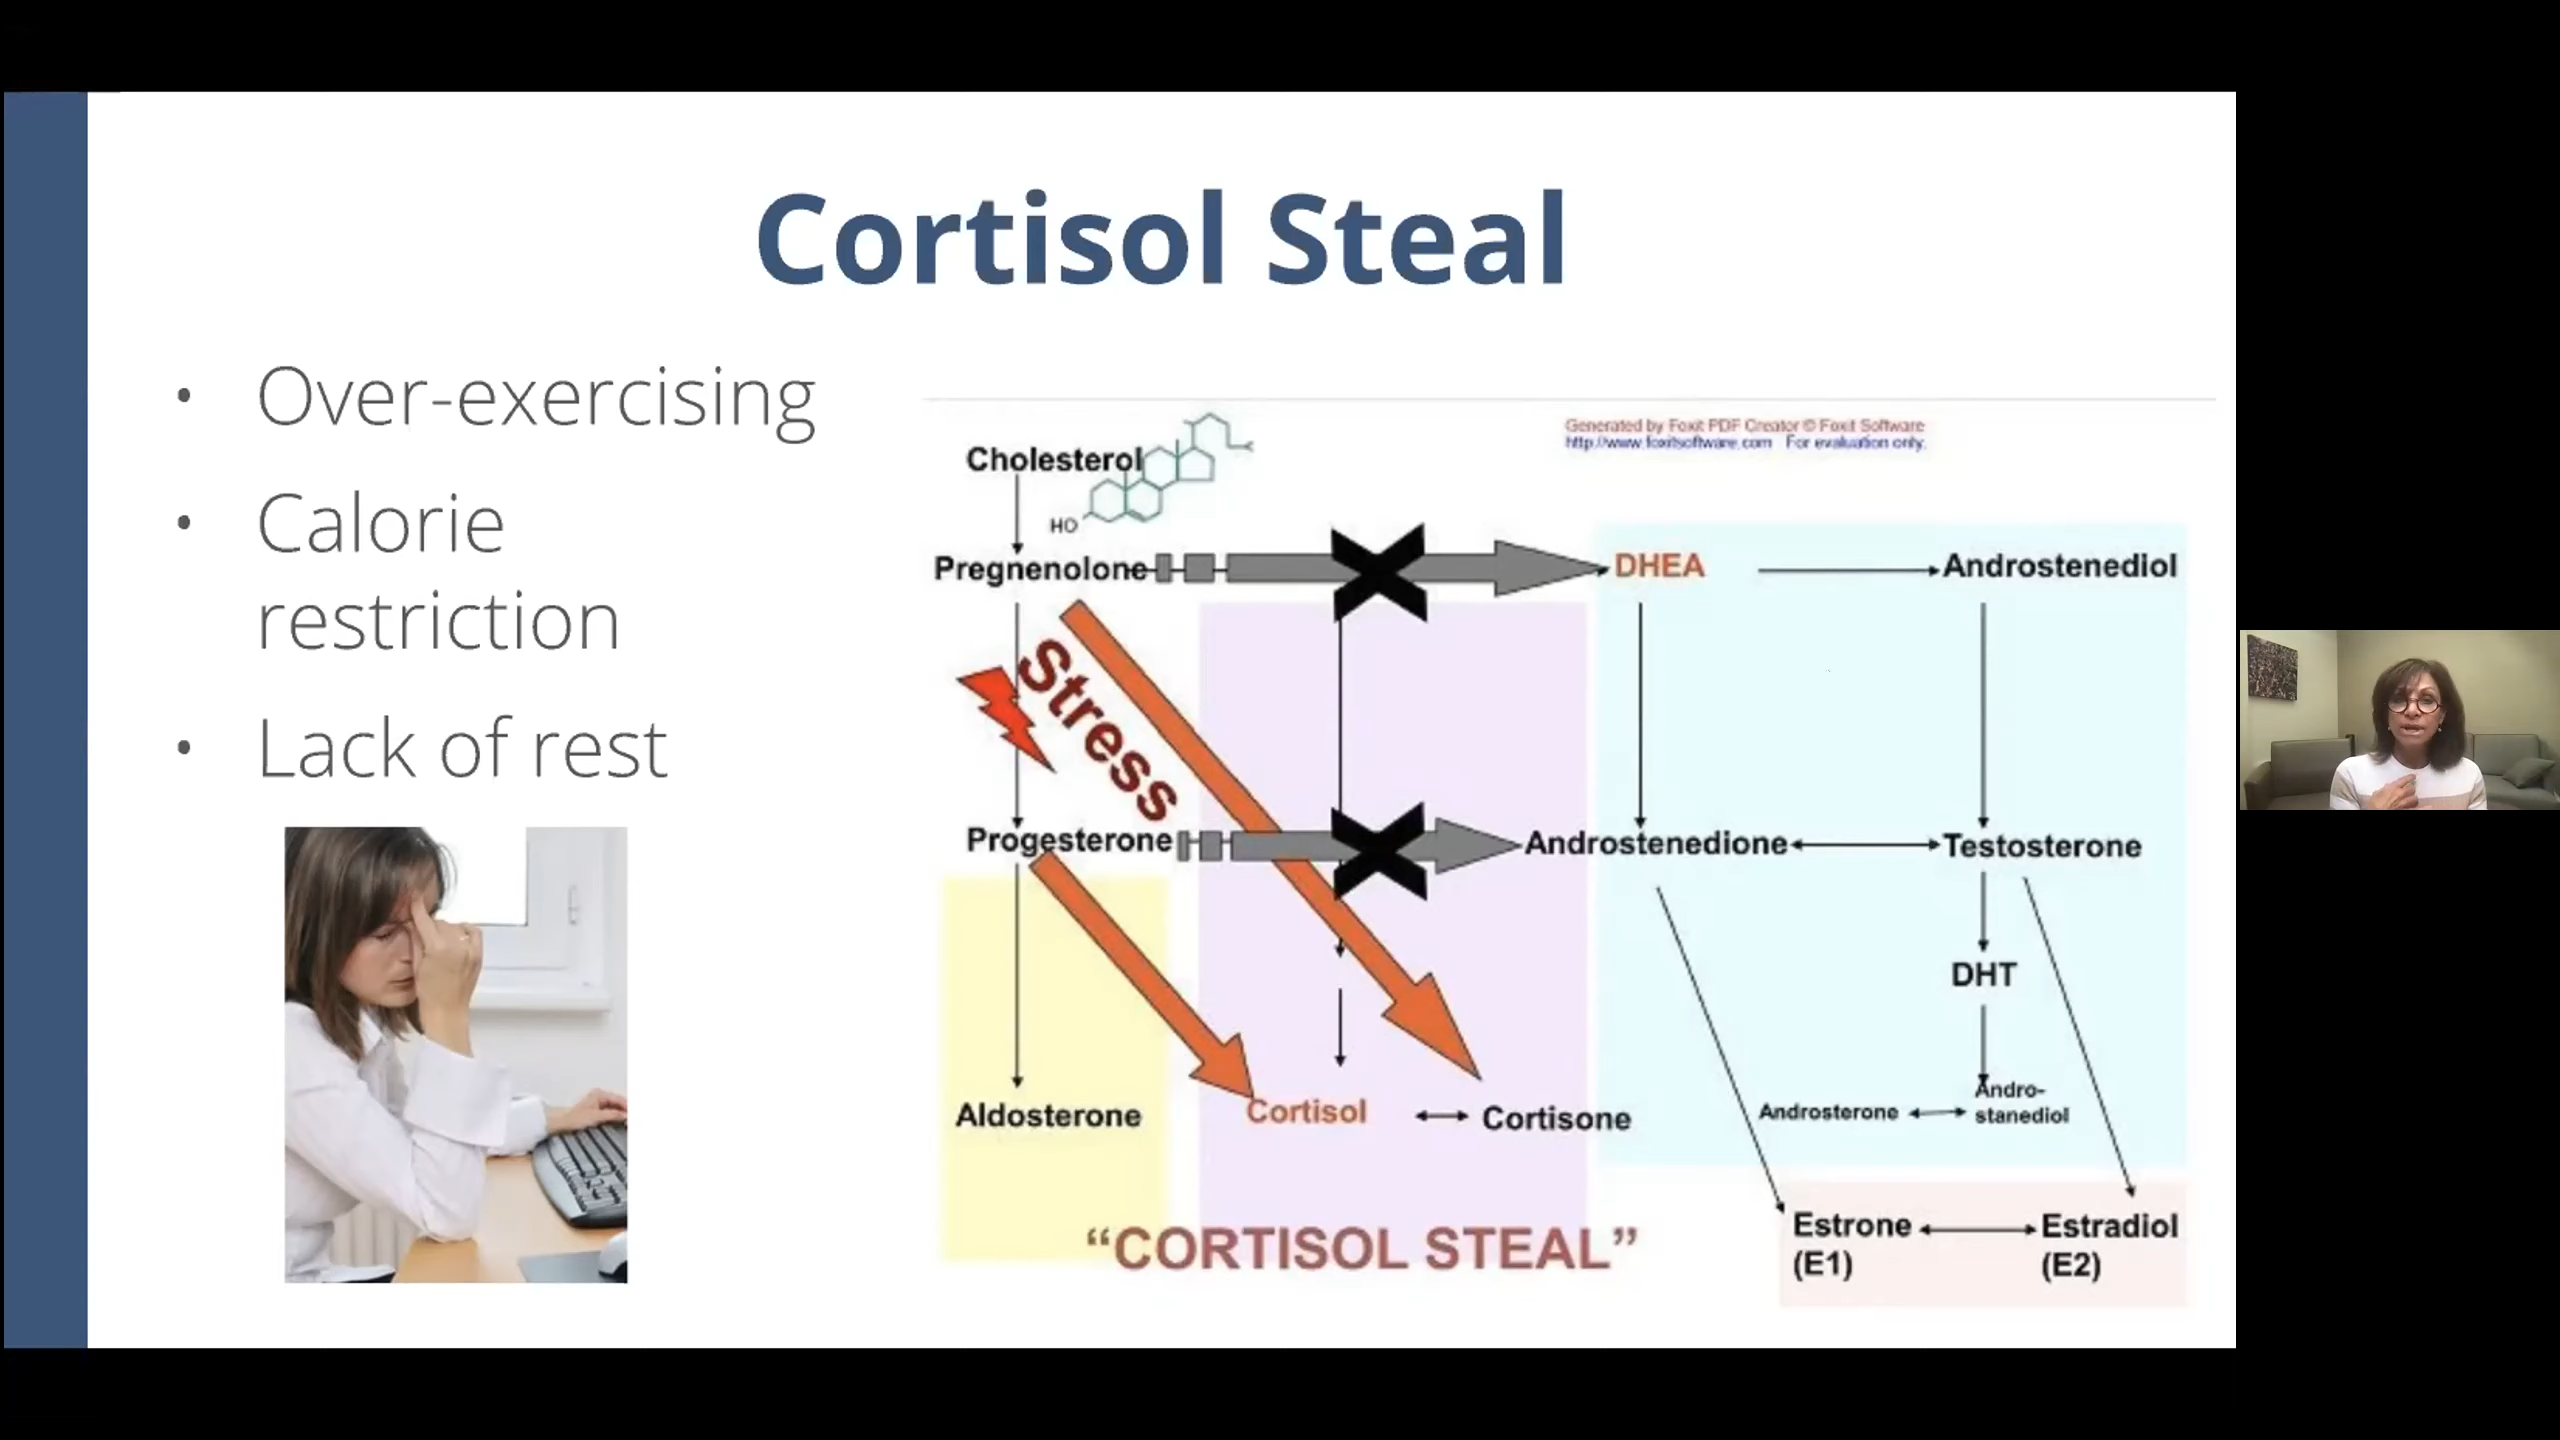 Cortisol Steal
• Over-exercising
• Calorie
restriction
• Lack of rest
Generated by Foxit PDF Creator © Foxit Software
http://www.foxitsoftware.com For evaluation only.
Cholesterol
HO
Pregnenolone
DHEA
Androstenediol
Stress
Progesterone
Androstenedione
Testosterone
DHT
Aldosterone
Cortisol
Cortisone
Androsterone
Andro-
stanediol
Estrone
(E1)
Estradiol
(E2)
“CORTISOL STEAL”